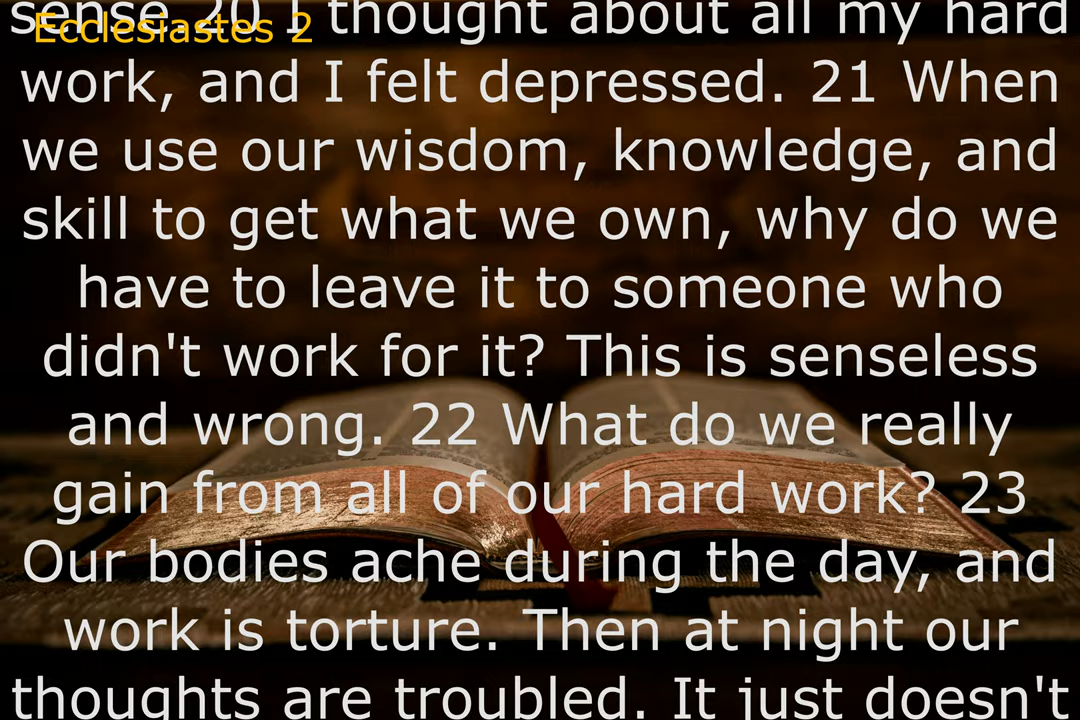 sense. 20 I thought about all my hard
Ecclesiastes 2
work, and I felt depressed. 21 When
we use our wisdom, knowledge, and
skill to get what we own, why do we
have to leave it to someone who
didn't work for it? This is senseless
and wrong. 22 What do we really
gain from all of our hard work? 23
Our bodies ache during the day, and
work is torture. Then at night our
thoughts are troubled. It just doesn't